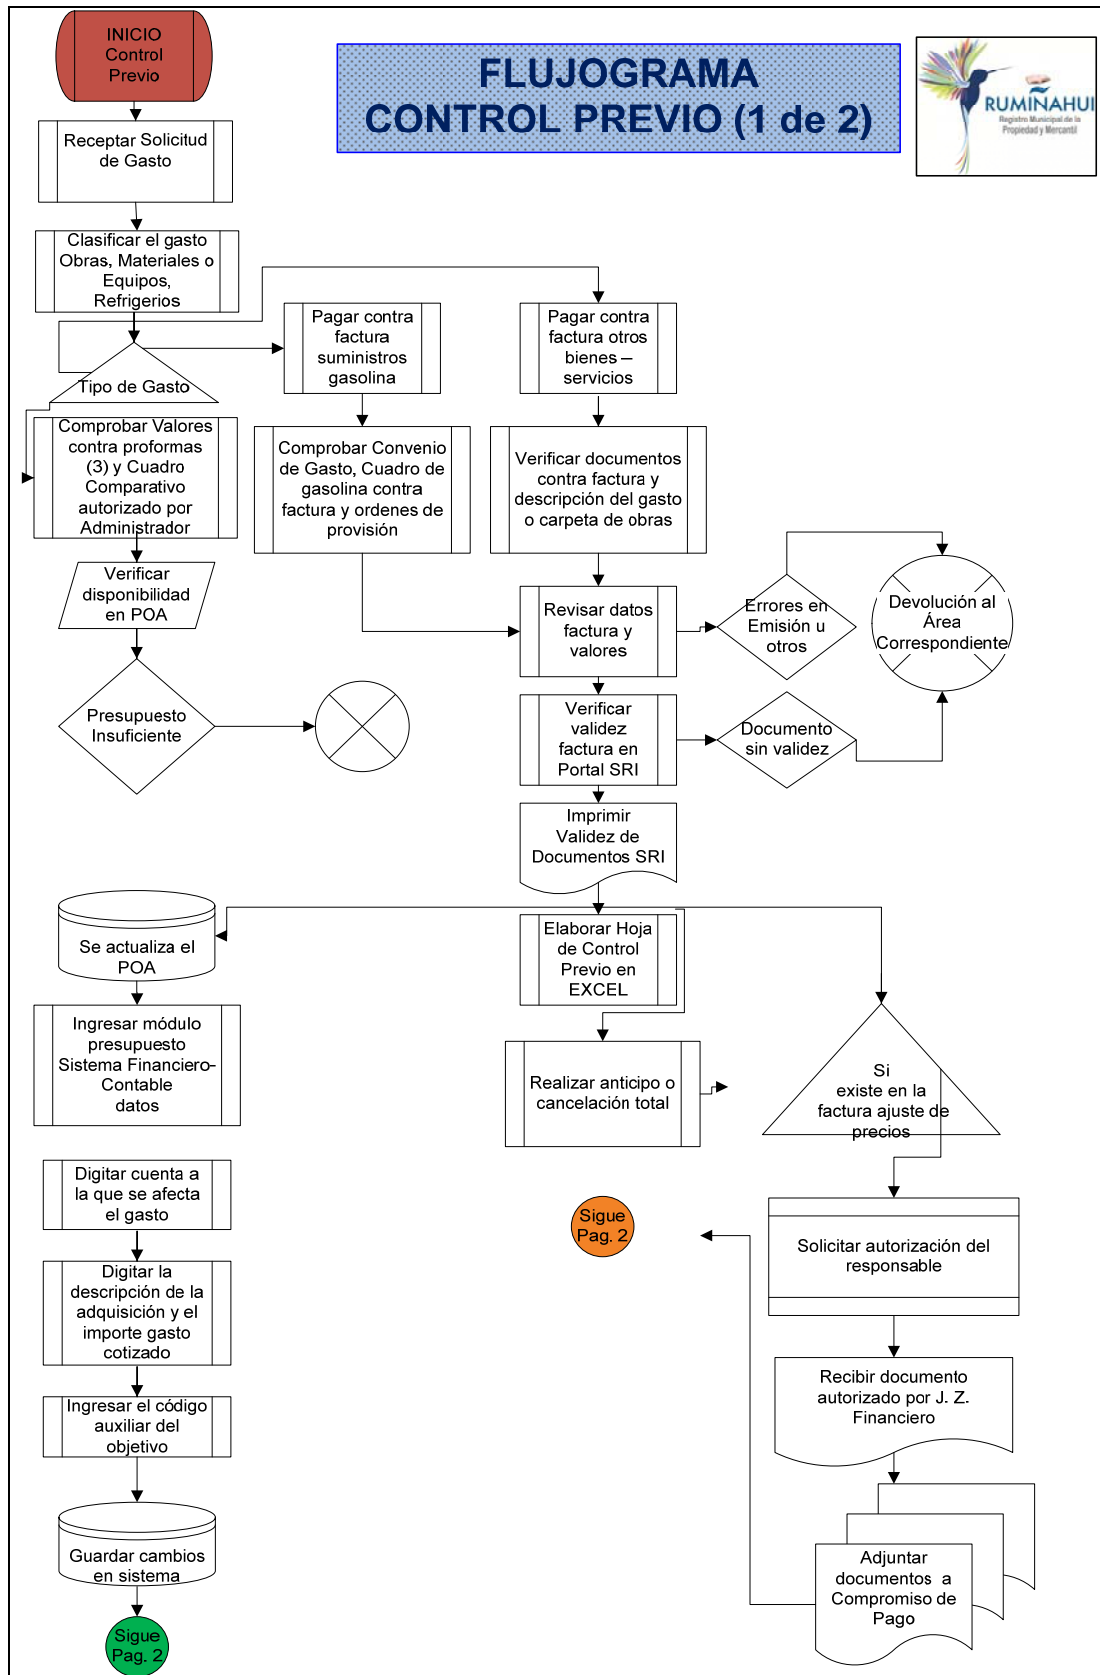 INICIO
Control
Previo
FLUJOGRAMA
CONTROL PREVIO (1 de 2)
RUMIÑAHUI
Registro Municipal de la
Propiedad y Mercantil
Receptar Solicitud
de Gasto
Clasificar el gasto
Obras, Materiales o
Equipos,
Refrigerios
Pagar contra
factura
suministros
gasolina
Pagar contra
factura otros
bienes –
servicios
Tipo de Gasto
Comprobar Valores
contra proformas
(3) y Cuadro
Comparativo
autorizado por
Administrador
Comprobar Convenio
de Gasto, Cuadro de
gasolina contra
factura y ordenes de
provisión
Verificar documentos
contra factura y
descripción del gasto
o carpeta de obras
Verificar
disponibilidad
en POA
Revisar datos
factura y
valores
Errores en
Emisión u
otros
Devolución al
Área
Correspondiente
Presupuesto
Insuficiente
Verificar
validez
factura en
Portal SRI
Documento
sin validez
Imprimir
Validez de
Documentos SRI
Se actualiza el
POA
Elaborar Hoja
de Control
Previo en
EXCEL
Ingresar módulo
presupuesto
Sistema Financiero-
Contable
datos
Realizar anticipo o
cancelación total
Si
existe en la
factura ajuste de
precios
Digitar cuenta a
la que se afecta
el gasto
Sigue
Pag. 2
Solicitar autorización del
responsable
Digitar la
descripción de la
adquisición y el
importe gasto
cotizado
Recibir documento
autorizado por J. Z.
Financiero
Ingresar el código
auxiliar del
objetivo
Guardar cambios
en sistema
Adjuntar
documentos a
Compromiso de
Pago
Sigue
Pag. 2